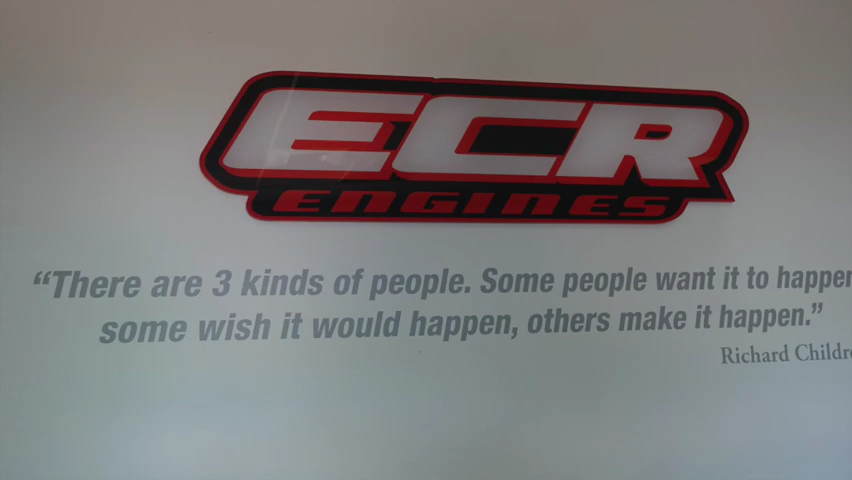 ECR
ENGINES
“There are 3 kinds of people. Some people want it to happen
some wish it would happen, others make it happen.”
Richard